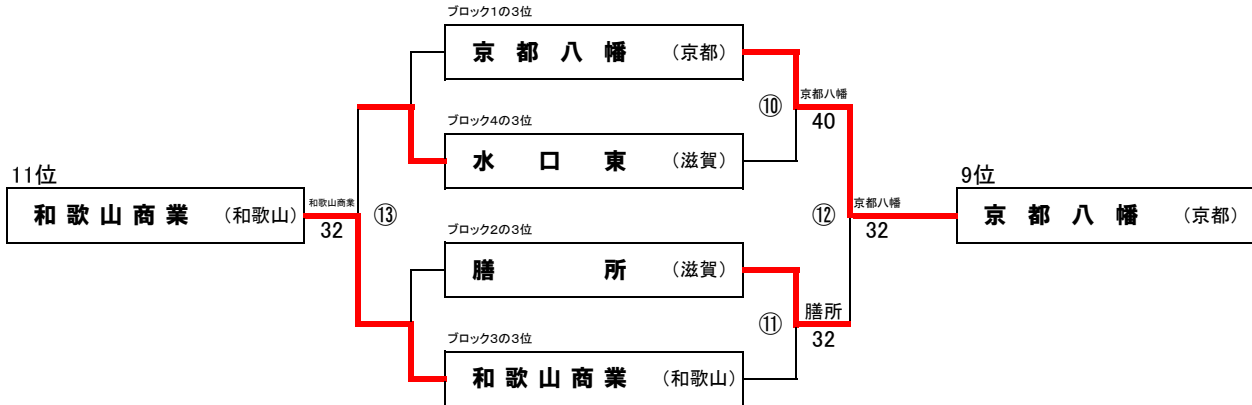 ブロック1の3位
京都八幡 (京都)
⑩
京都八幡
40
ブロック4の3位
水口東 (滋賀)
11位
和歌山商業 (和歌山)
和歌山商業
32
⑬
⑫
京都八幡
32
9位
京都八幡 (京都)
ブロック2の3位
膳所 (滋賀)
⑪
膳所
32
ブロック3の3位
和歌山商業 (和歌山)